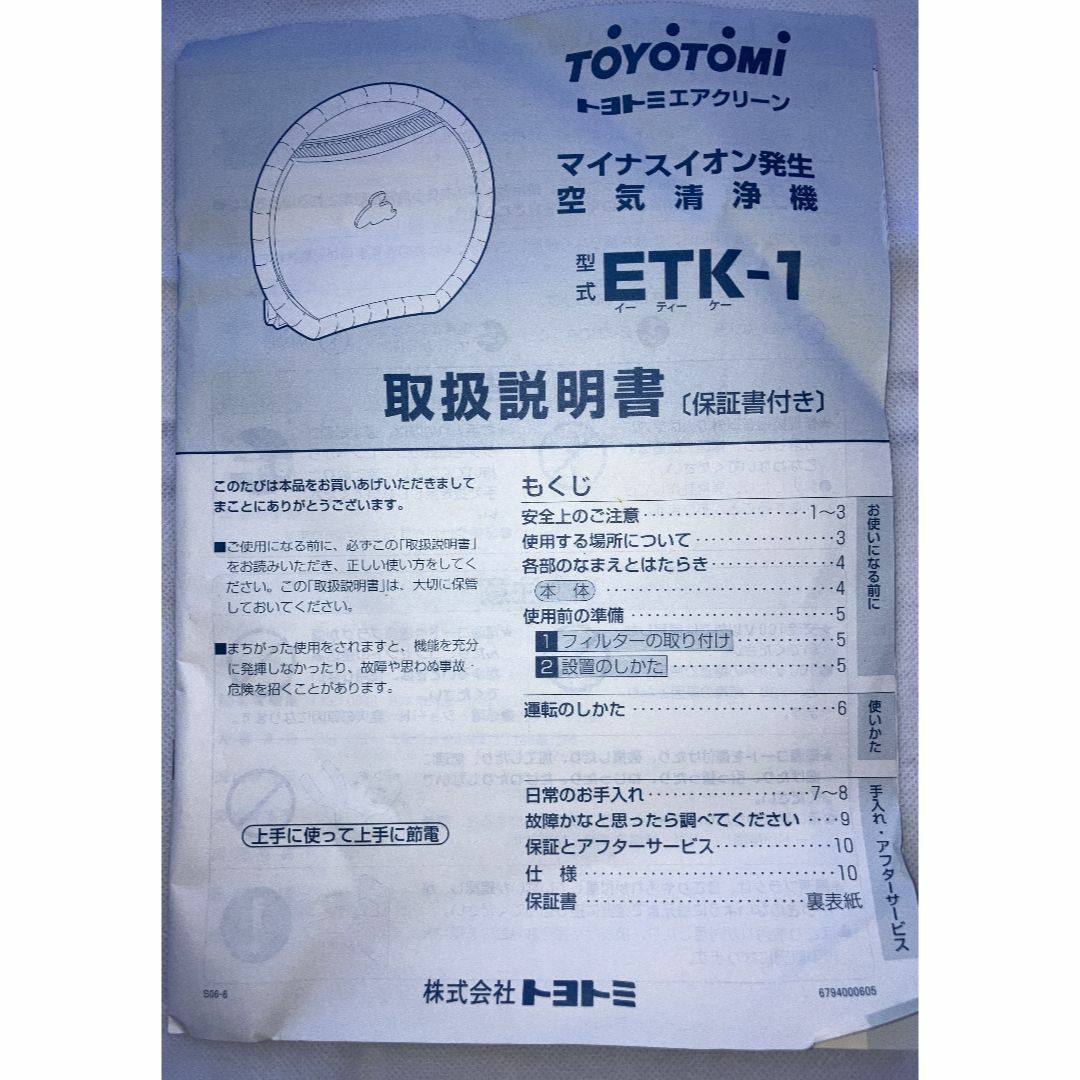 TOYOTOMI
トヨトミエアクリーン
マイナスイオン発生
空気清浄機
型式 ETK-1
イー ティー ケー
取扱説明書〔保証書付き〕
このたびは本品をお買いあげいただきまして
まことにありがとうございます。
■ご使用になる前に、必ずこの「取扱説明書」
をお読みいただき、正しい使い方をしてく
ださい。この「取扱説明書」は、大切に保管
しておいてください。
■まちがった使用をされますと、機能を充分
に発揮しなかったり、故障や思わぬ事故・
危険を招くことがあります。
上手に使って上手に節電
もくじ
安全上のご注意……………………1〜3
使用する場所について……………………3
各部のなまえとはたらき……………………4
本体……………………4
使用前の準備……………………5
1 フィルターの取り付け……………………5
2 設置のしかた……………………5
お使いになる前に
運転のしかた……………………6
使いかた
日常のお手入れ……………………7〜8
故障かなと思ったら調べてください……9
保証とアフターサービス……………………10
仕様……………………10
保証書……………………裏表紙
手入れ・アフターサービス
S06-6
株式会社トヨトミ
6794000605